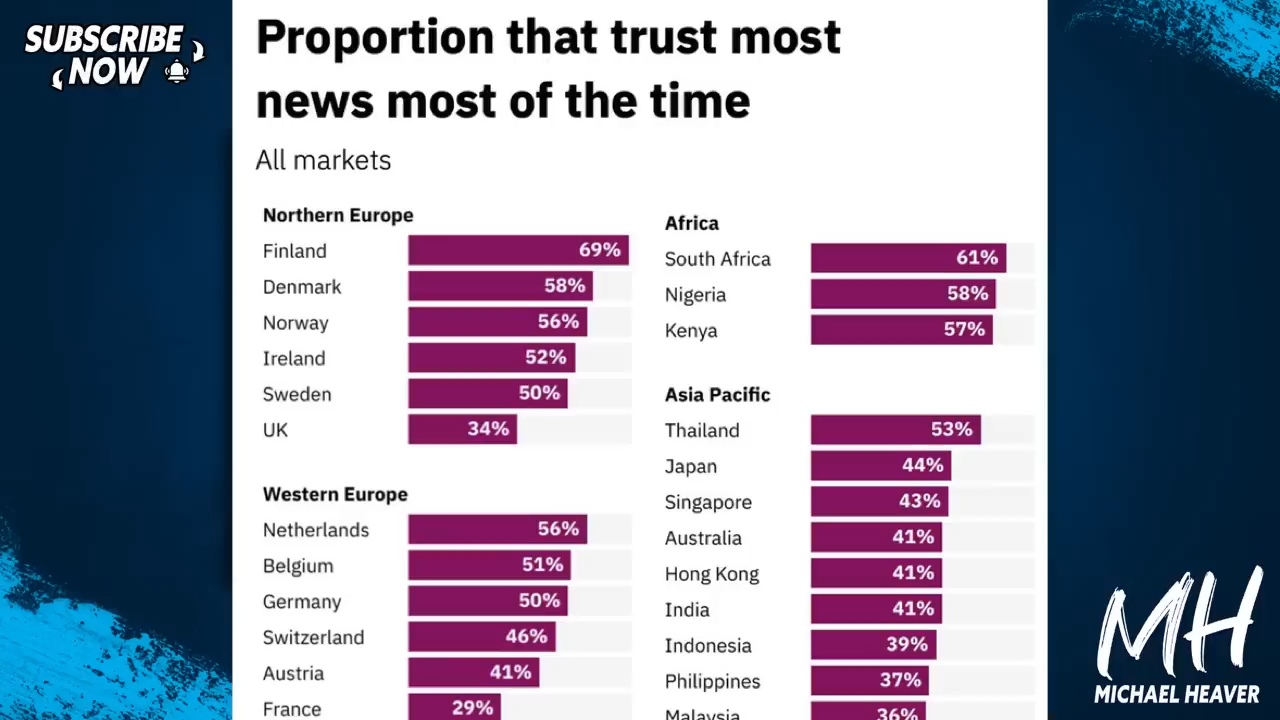 SUBSCRIBE
NOW
Proportion that trust most
news most of the time
All markets
Northern Europe
Finland 69%
Denmark 58%
Norway 56%
Ireland 52%
Sweden 50%
UK 34%
Western Europe
Netherlands 56%
Belgium 51%
Germany 50%
Switzerland 46%
Austria 41%
France 29%
Africa
South Africa 61%
Nigeria 58%
Kenya 57%
Asia Pacific
Thailand 53%
Japan 44%
Singapore 43%
Australia 41%
Hong Kong 41%
India 41%
Indonesia 39%
Philippines 37%
Malaysia 36%
MH
MICHAEL HEAVER